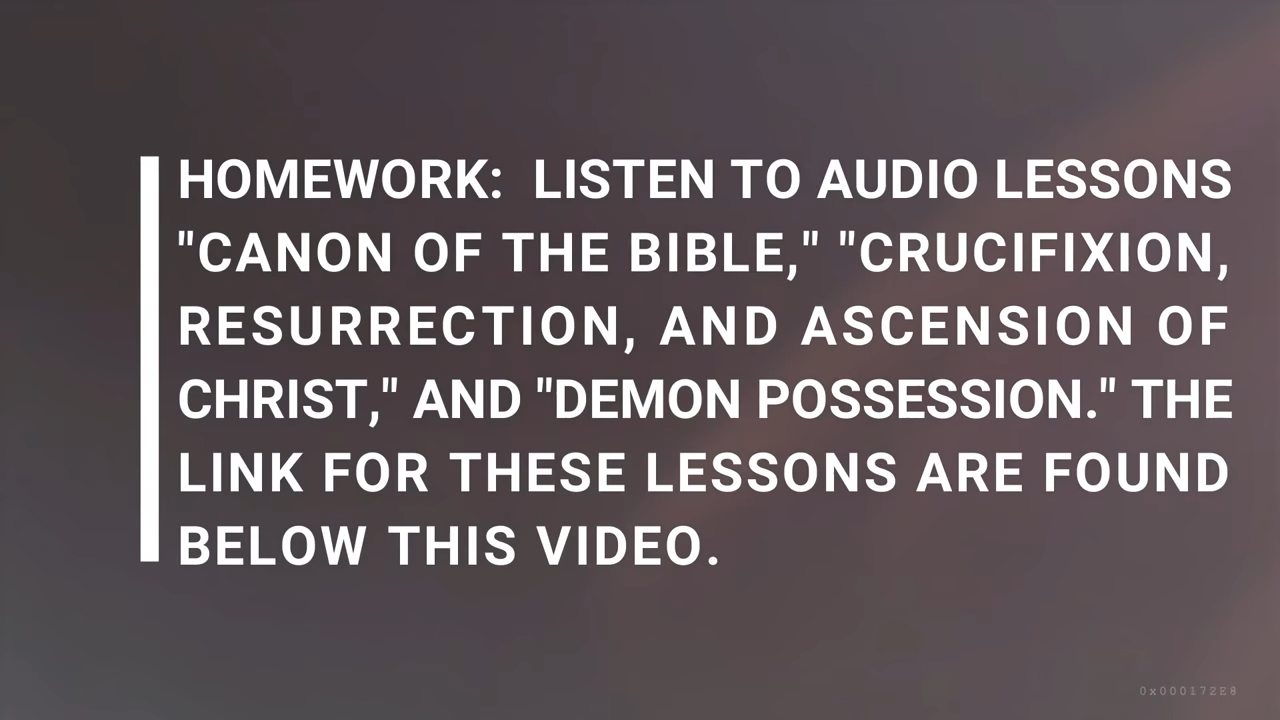 HOMEWORK:  LISTEN TO AUDIO LESSONS
"CANON OF THE BIBLE," "CRUCIFIXION,
RESURRECTION, AND ASCENSION OF
CHRIST," AND "DEMON POSSESSION." THE
LINK FOR THESE LESSONS ARE FOUND
BELOW THIS VIDEO.
0x000172E8